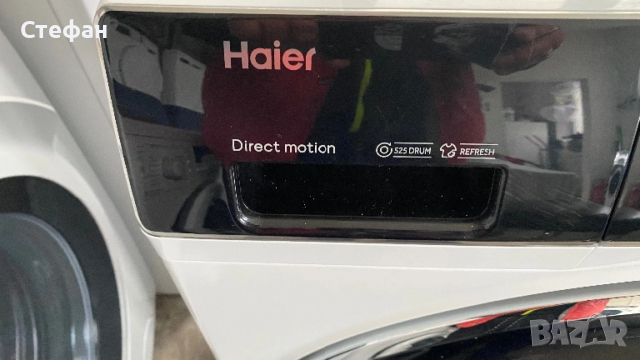 Стефан
Haier
Direct motion
525 DRUM
REFRESH
BAZAR